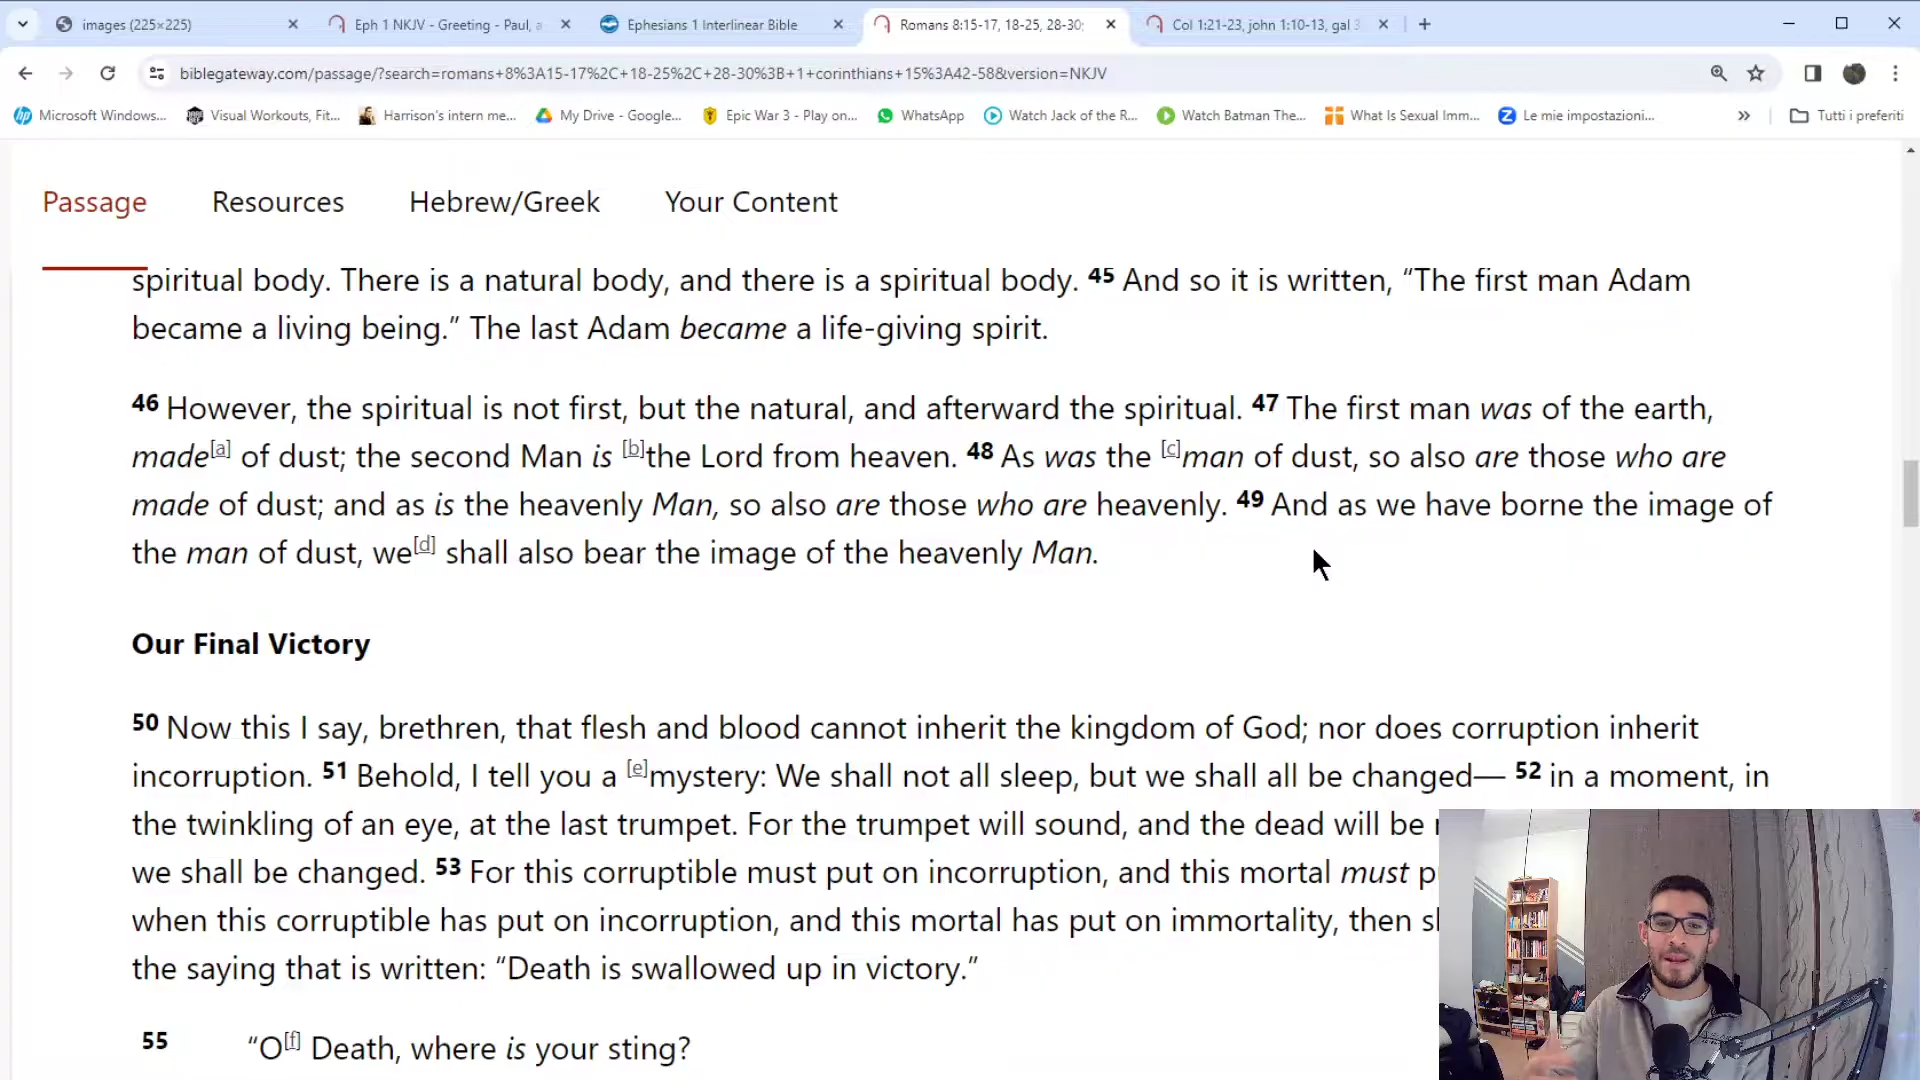 images (225×225)
Eph 1 NKJV - Greeting - Paul, a
Ephesians 1 Interlinear Bible
Romans 8:15-17, 18-25, 28-30;
Col 1:21-23, john 1:10-13, gal 3
biblegateway.com/passage/?search=romans+8%3A15-17%2C+18-25%2C+28-30%3B+1+corinthians+15%3A42-58&version=NKJV
Microsoft Windows...
Visual Workouts, Fit...
Harrison's intern me...
My Drive - Google...
Epic War 3 - Play on...
WhatsApp
Watch Jack of the R...
Watch Batman The...
What Is Sexual Imm...
Le mie impostazioni...
»
Tutti i preferiti
Passage
Resources
Hebrew/Greek
Your Content
spiritual body. There is a natural body, and there is a spiritual body. 45 And so it is written, “The first man Adam
became a living being.” The last Adam became a life-giving spirit.
46 However, the spiritual is not first, but the natural, and afterward the spiritual. 47 The first man was of the earth,
made[a] of dust; the second Man is [b]the Lord from heaven. 48 As was the [c]man of dust, so also are those who are
made of dust; and as is the heavenly Man, so also are those who are heavenly. 49 And as we have borne the image of
the man of dust, we[d] shall also bear the image of the heavenly Man.
Our Final Victory
50 Now this I say, brethren, that flesh and blood cannot inherit the kingdom of God; nor does corruption inherit
incorruption. 51 Behold, I tell you a [e]mystery: We shall not all sleep, but we shall all be changed— 52 in a moment, in
the twinkling of an eye, at the last trumpet. For the trumpet will sound, and the dead will be
we shall be changed. 53 For this corruptible must put on incorruption, and this mortal must
when this corruptible has put on incorruption, and this mortal has put on immortality, then
the saying that is written: “Death is swallowed up in victory.”
55 “O[f] Death, where is your sting?